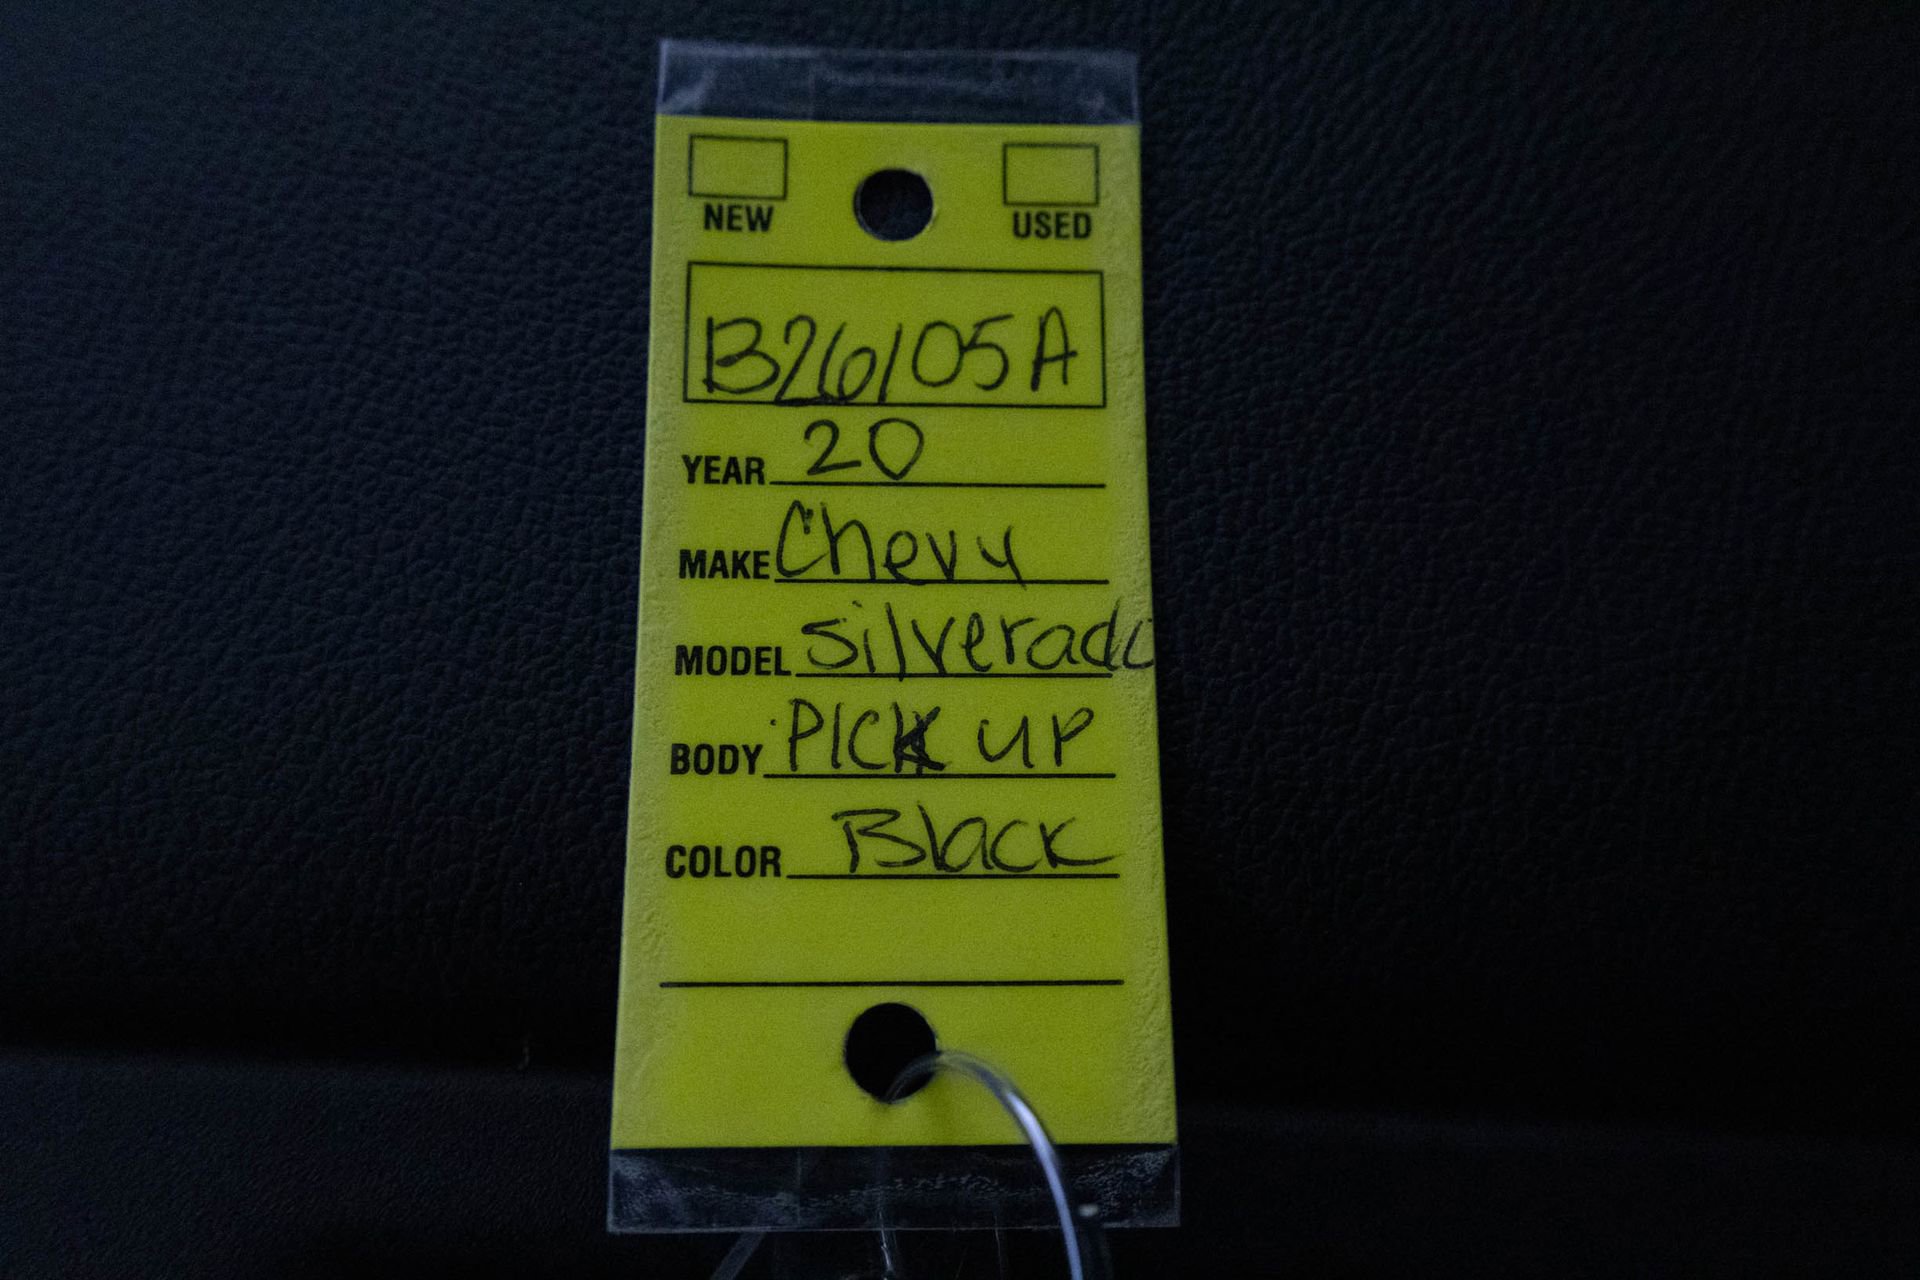 NEW USED
B26105A
YEAR 20
MAKE Chevy
MODEL Silverado
BODY PICK UP
COLOR Black